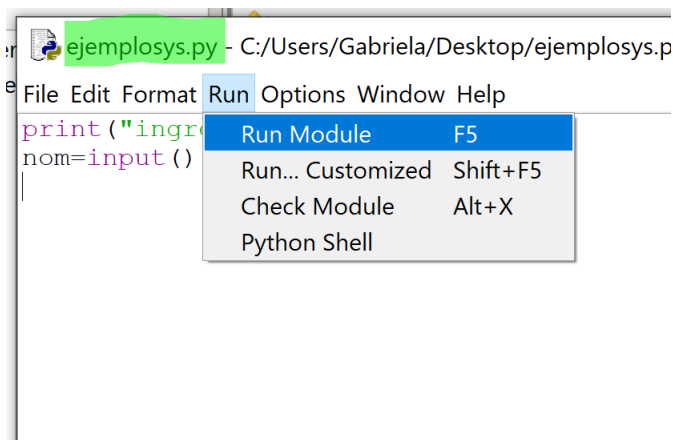 ejemplosys.py - C:/Users/Gabriela/Desktop/ejemplosys.p
File Edit Format Run Options Window Help
print("ingre
nom=input()
Run Module F5
Run... Customized Shift+F5
Check Module Alt+X
Python Shell